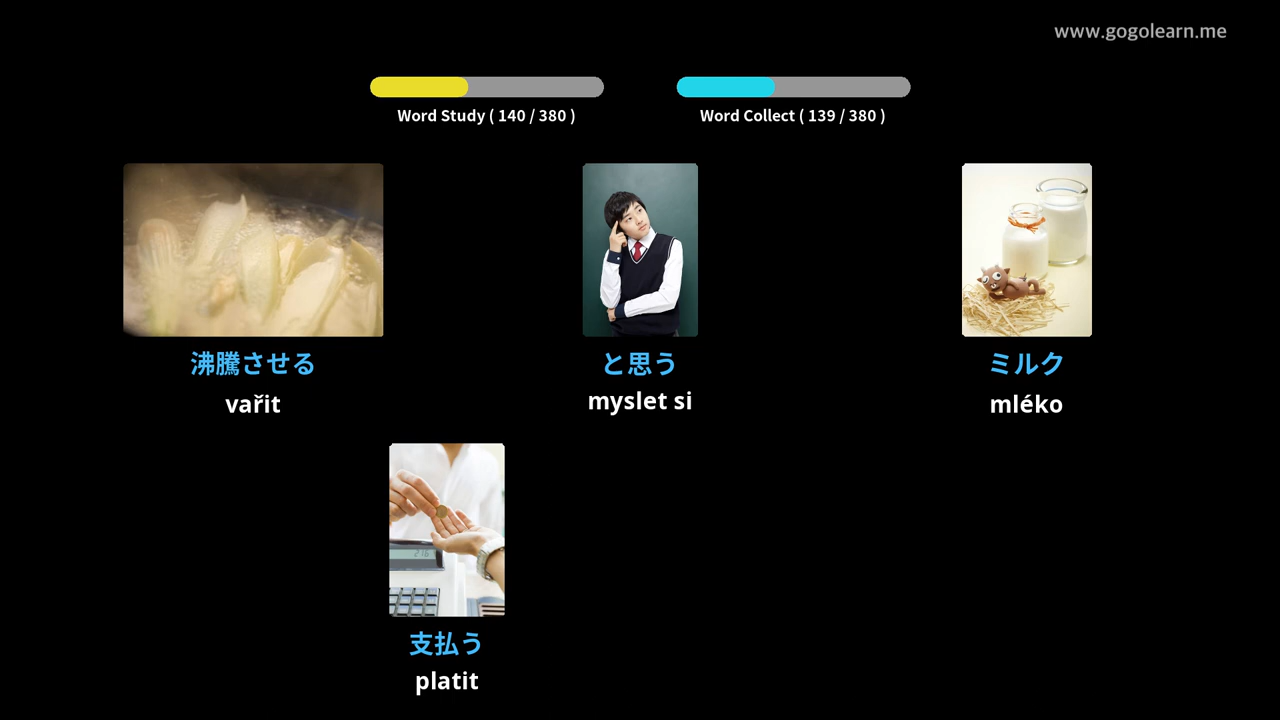 www.gogolearn.me
Word Study ( 140 / 380 )
Word Collect ( 139 / 380 )
沸騰させる
vařit
と思う
myslet si
ミルク
mléko
支払う
platit